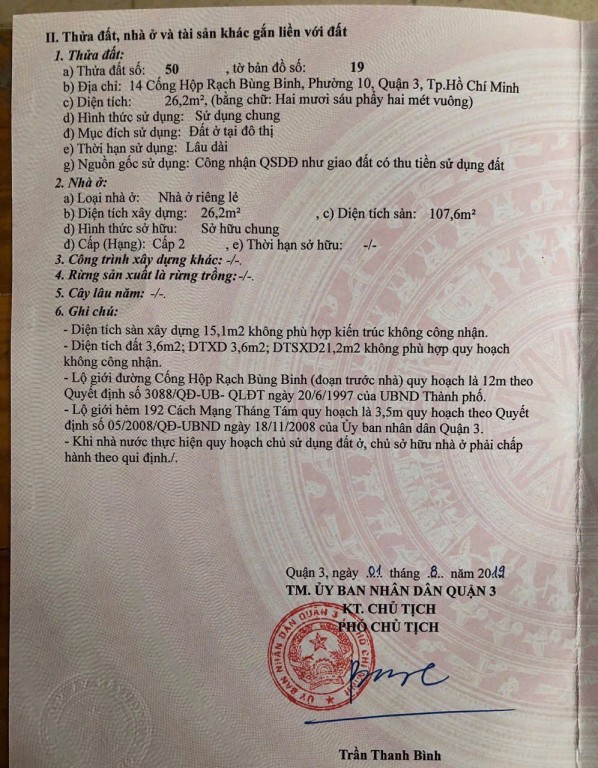 II. Thửa đất, nhà ở và tài sản khác gắn liền với đất
1. Thửa đất:
a) Thửa đất số: 50 , tờ bản đồ số: 19
b) Địa chỉ: 14 Cống Hộp Rạch Bùng Binh, Phường 10, Quận 3, Tp.Hồ Chí Minh
c) Diện tích: 26,2m², (bằng chữ: Hai mươi sáu phẩy hai mét vuông)
d) Hình thức sử dụng: Sử dụng chung
đ) Mục đích sử dụng: Đất ở tại đô thị
e) Thời hạn sử dụng: Lâu dài
g) Nguồn gốc sử dụng: Công nhận QSDĐ như giao đất có thu tiền sử dụng đất
2. Nhà ở:
a) Loại nhà ở: Nhà ở riêng lẻ
b) Diện tích xây dựng: 26,2m² , c) Diện tích sàn: 107,6m²
d) Hình thức sở hữu: Sở hữu chung
đ) Cấp (Hạng): Cấp 2 , e) Thời hạn sở hữu: -/-
3. Công trình xây dựng khác: -/-.
4. Rừng sản xuất là rừng trồng:-/-.
5. Cây lâu năm: -/-.
6. Ghi chú:
- Diện tích sàn xây dựng 15,1m2 không phù hợp kiến trúc không công nhận.
- Diện tích đất 3,6m2; DTXD 3,6m2; DTSXD21,2m2 không phù hợp quy hoạch
không công nhận.
- Lộ giới đường Cống Hộp Rạch Bùng Binh (đoạn trước nhà) quy hoạch là 12m theo
Quyết định số 3088/QĐ-UB- QLĐT ngày 20/6/1997 của UBND Thành phố.
- Lộ giới hẻm 192 Cách Mạng Tháng Tám quy hoạch là 3,5m quy hoạch theo Quyết
định số 05/2008/QĐ-UBND ngày 18/11/2008 của Ủy ban nhân dân Quận 3.
- Khi nhà nước thực hiện quy hoạch chủ sử dụng đất ở, chủ sở hữu nhà ở phải chấp
hành theo qui định./.
Quận 3, ngày 01 tháng 8 năm 2019
TM. ỦY BAN NHÂN DÂN QUẬN 3
KT. CHỦ TỊCH
PHÓ CHỦ TỊCH
ỦY BAN NHÂN DÂN QUẬN 3
Trần Thanh Bình